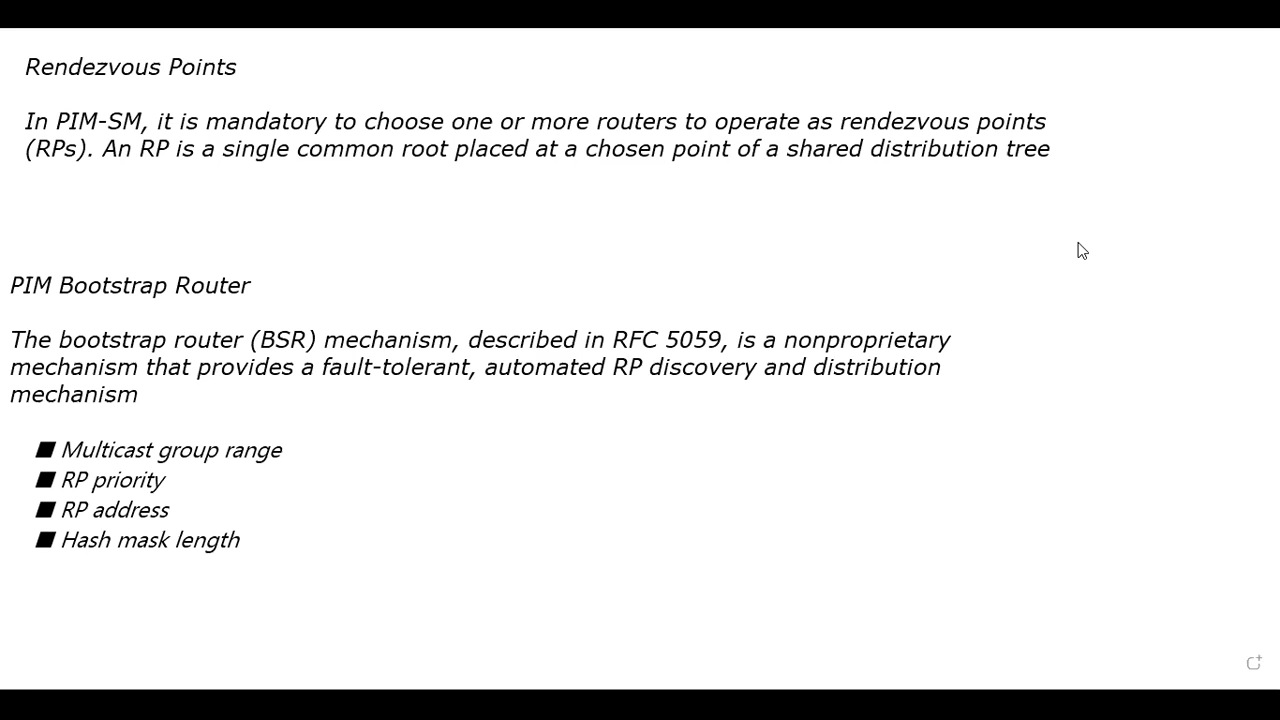 Rendezvous Points
In PIM-SM, it is mandatory to choose one or more routers to operate as rendezvous points
(RPs). An RP is a single common root placed at a chosen point of a shared distribution tree
PIM Bootstrap Router
The bootstrap router (BSR) mechanism, described in RFC 5059, is a nonproprietary
mechanism that provides a fault-tolerant, automated RP discovery and distribution
mechanism
■ Multicast group range
■ RP priority
■ RP address
■ Hash mask length